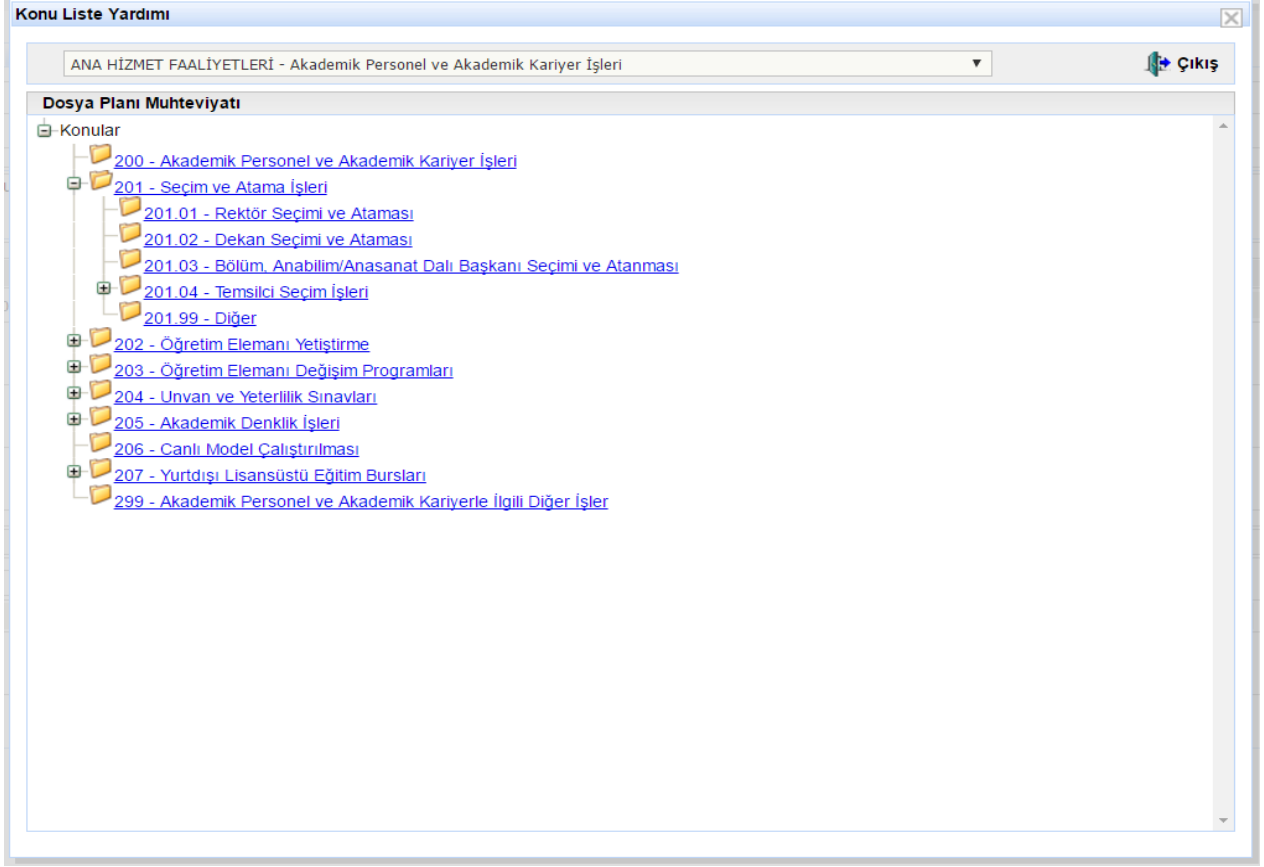 Konu Liste Yardımı
ANA HİZMET FAALİYETLERİ - Akademik Personel ve Akademik Kariyer İşleri
Çıkış
Dosya Planı Muhteviyatı
Konular
200 - Akademik Personel ve Akademik Kariyer İşleri
201 - Seçim ve Atama İşleri
201.01 - Rektör Seçimi ve Ataması
201.02 - Dekan Seçimi ve Ataması
201.03 - Bölüm, Anabilim/Anasanat Dalı Başkanı Seçimi ve Atanması
201.04 - Temsilci Seçim İşleri
201.99 - Diğer
202 - Öğretim Elemanı Yetiştirme
203 - Öğretim Elemanı Değişim Programları
204 - Unvan ve Yeterlilik Sınavları
205 - Akademik Denklik İşleri
206 - Canlı Model Çalıştırılması
207 - Yurtdışı Lisansüstü Eğitim Bursları
299 - Akademik Personel ve Akademik Kariyerle İlgili Diğer İşler